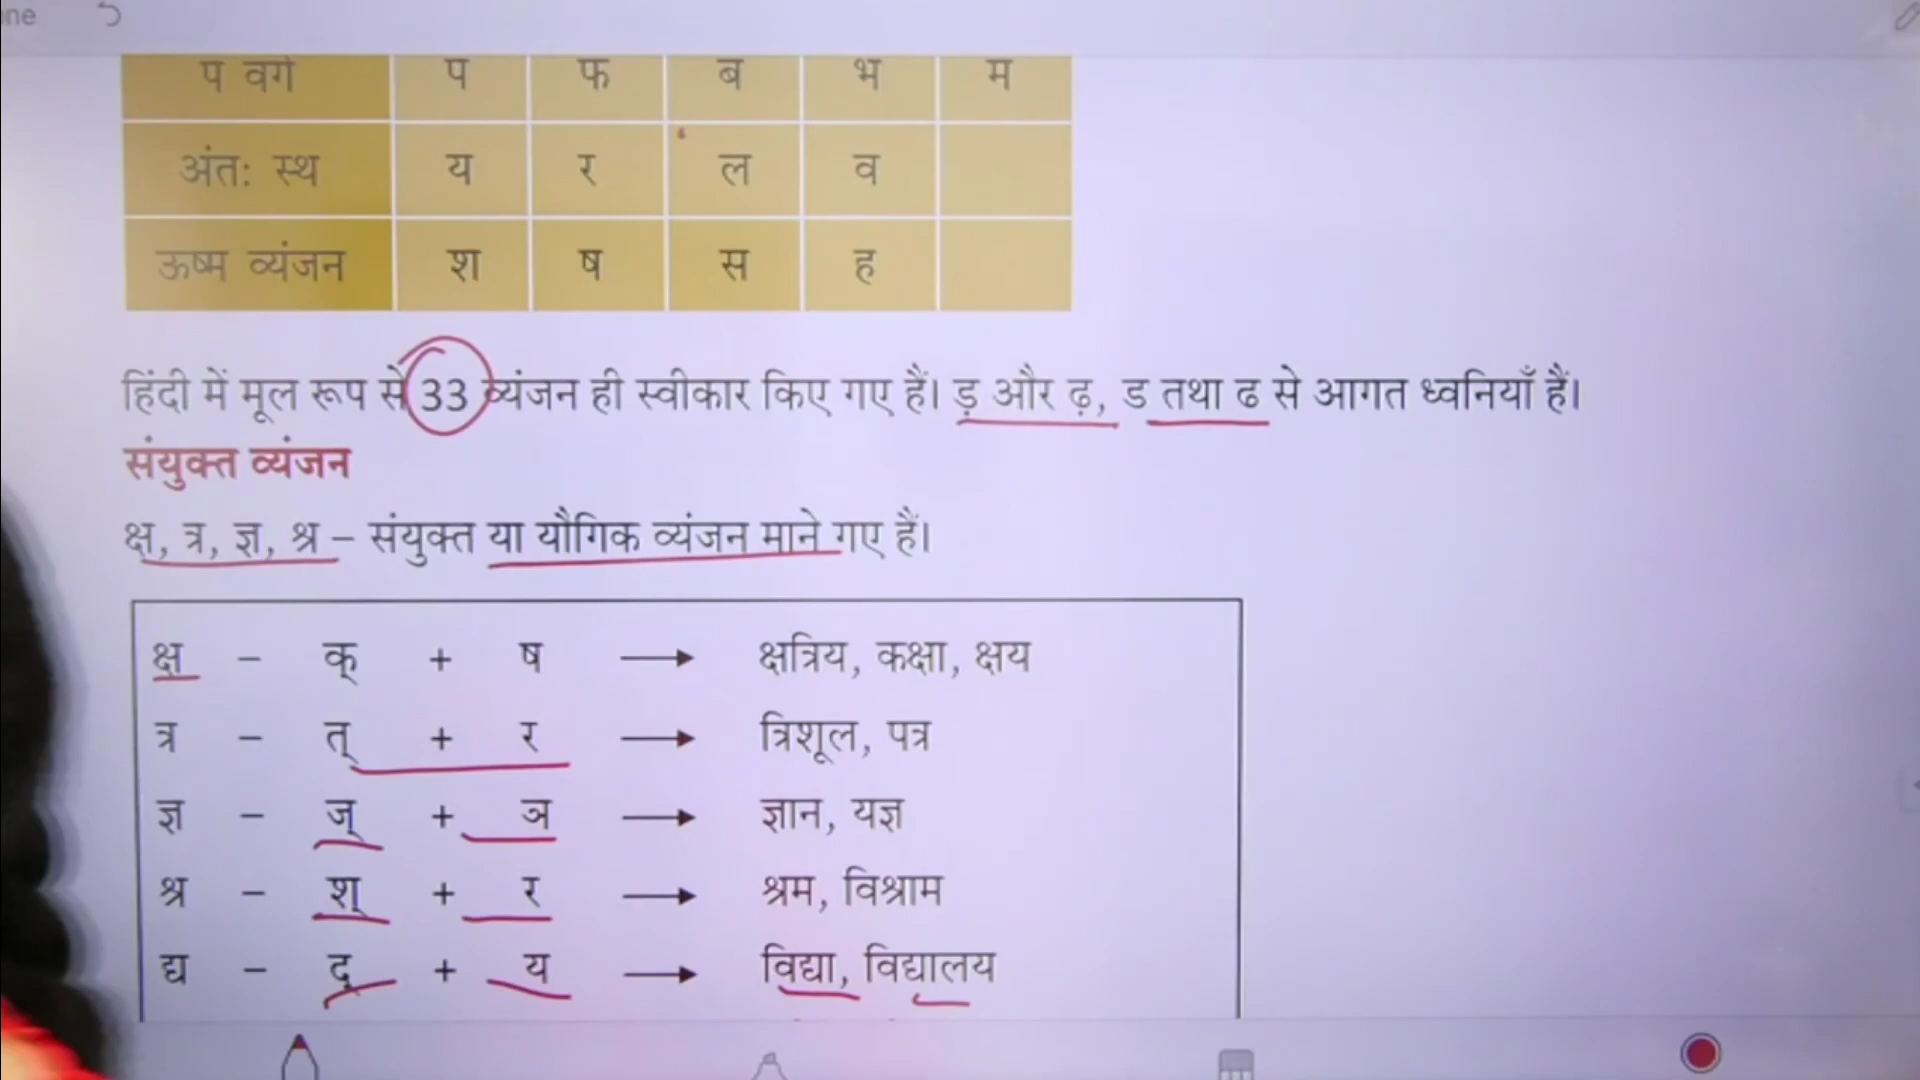 प वर्ग प फ ब भ म
अंतः स्थ य र ल व
ऊष्म व्यंजन श ष स ह
हिंदी में मूल रूप से 33 व्यंजन ही स्वीकार किए गए हैं। ड़ और ढ़, ड तथा ढ से आगत ध्वनियाँ हैं।
संयुक्त व्यंजन
क्ष, त्र, ज्ञ, श्र – संयुक्त या यौगिक व्यंजन माने गए हैं।
क्ष – क् + ष → क्षत्रिय, कक्षा, क्षय
त्र – त् + र → त्रिशूल, पत्र
ज्ञ – ज् + ञ → ज्ञान, यज्ञ
श्र – श् + र → श्रम, विश्राम
द्य – द् + य → विद्या, विद्यालय